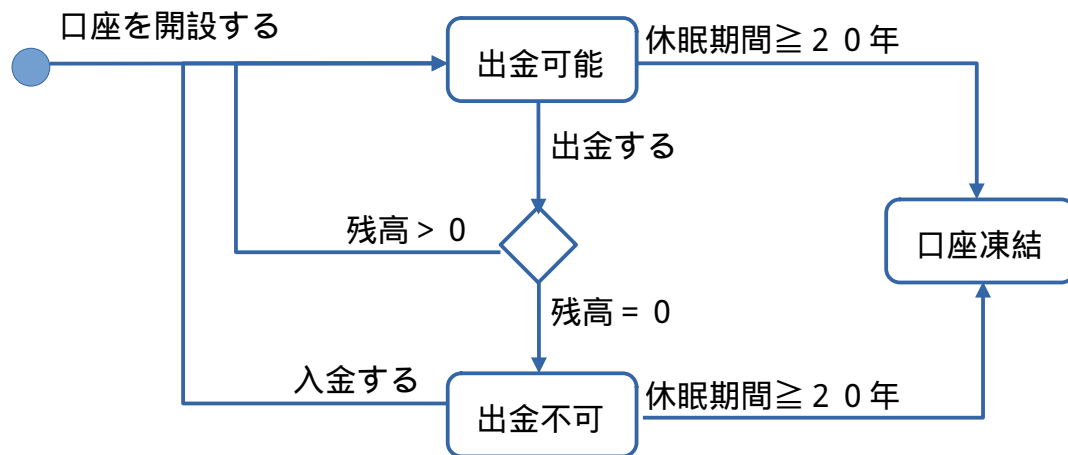 口座を開設する
出金可能
休眠期間≧２０年
出金する
残高＞０
口座凍結
残高＝０
入金する
出金不可
休眠期間≧２０年